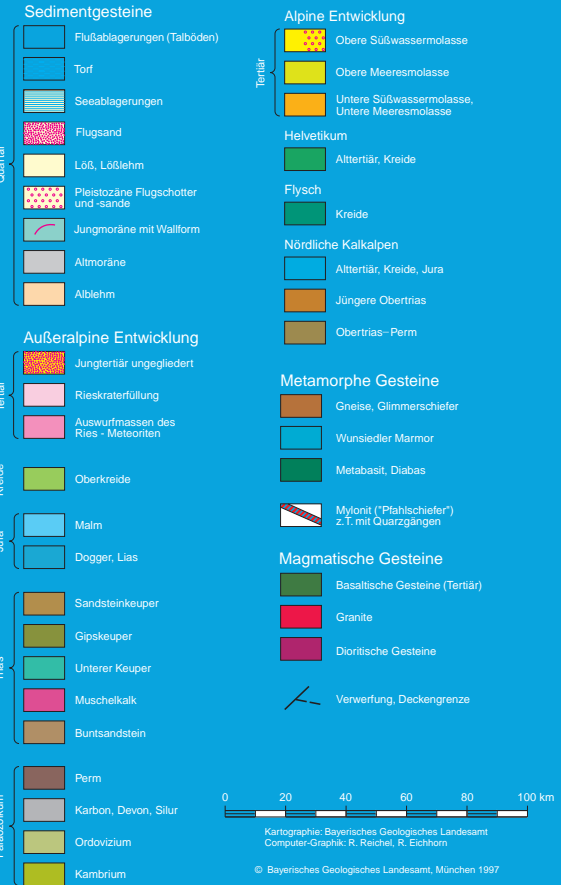 Sedimentgesteine
Quartär
Flußablagerungen (Talböden)
Torf
Seeablagerungen
Flugsand
Löß, Lößlehm
Pleistozäne Flugschotter
und -sande
Jungmoräne mit Wallform
Altmoräne
Alblehm
Außeralpine Entwicklung
Tertiär
Jungtertiär ungegliedert
Rieskraterfüllung
Auswurfmassen des
Ries - Meteoriten
Kreide
Oberkreide
Jura
Malm
Dogger, Lias
Trias
Sandsteinkeuper
Gipskeuper
Unterer Keuper
Muschelkalk
Buntsandstein
Paläozoikum
Perm
Karbon, Devon, Silur
Ordovizium
Kambrium
Alpine Entwicklung
Tertiär
Obere Süßwassermolasse
Obere Meeresmolasse
Untere Süßwassermolasse,
Untere Meeresmolasse
Helvetikum
Alttertiär, Kreide
Flysch
Kreide
Nördliche Kalkalpen
Alttertiär, Kreide, Jura
Jüngere Obertrias
Obertrias–Perm
Metamorphe Gesteine
Gneise, Glimmerschiefer
Wunsiedler Marmor
Metabasit, Diabas
Mylonit ("Pfahlschiefer")
z.T. mit Quarzgängen
Magmatische Gesteine
Basaltische Gesteine (Tertiär)
Granite
Dioritische Gesteine
Verwerfung, Deckengrenze
0 20 40 60 80 100 km
Kartographie: Bayerisches Geologisches Landesamt
Computer-Graphik: R. Reichel, R. Eichhorn
© Bayerisches Geologisches Landesamt, München 1997